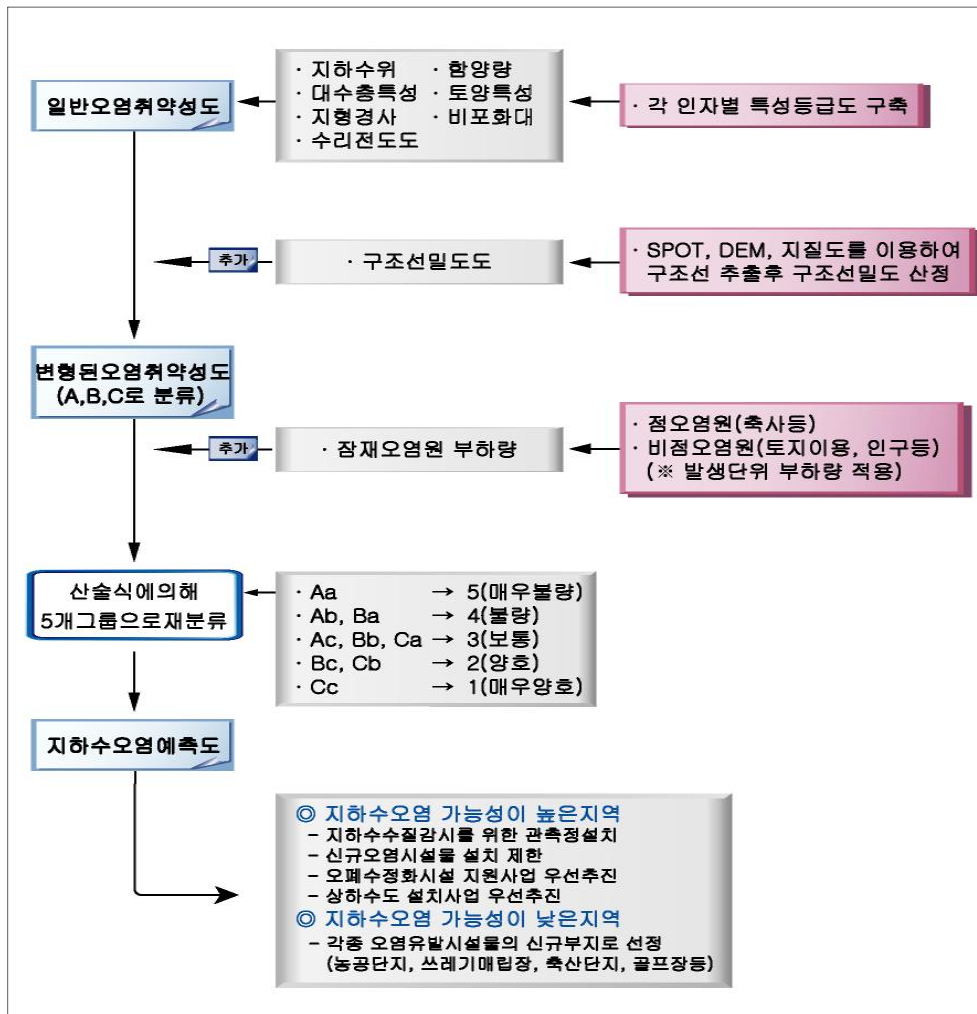 일반오염취약성도
· 지하수위 · 함양량
· 대수층특성 · 토양특성
· 지형경사 · 비포화대
· 수리전도도
· 각 인자별 특성등급도 구축
추가
· 구조선밀도도
· SPOT, DEM, 지질도를 이용하여
구조선 추출후 구조선밀도 산정
변형된오염취약성도
(A,B,C로 분류)
추가
· 잠재오염원 부하량
· 점오염원(축사등)
· 비점오염원(토지이용, 인구등)
(※ 발생단위 부하량 적용)
산술식에의해
5개그룹으로재분류
· Aa → 5(매우불량)
· Ab, Ba → 4(불량)
· Ac, Bb, Ca → 3(보통)
· Bc, Cb → 2(양호)
· Cc → 1(매우양호)
지하수오염예측도
◎ 지하수오염 가능성이 높은지역
– 지하수수질감시를 위한 관측정설치
– 신규오염시설물 설치 제한
– 오폐수정화시설 지원사업 우선추진
– 상하수도 설치사업 우선추진
◎ 지하수오염 가능성이 낮은지역
– 각종 오염유발시설물의 신규부지로 선정
(농공단지, 쓰레기매립장, 축산단지, 골프장등)